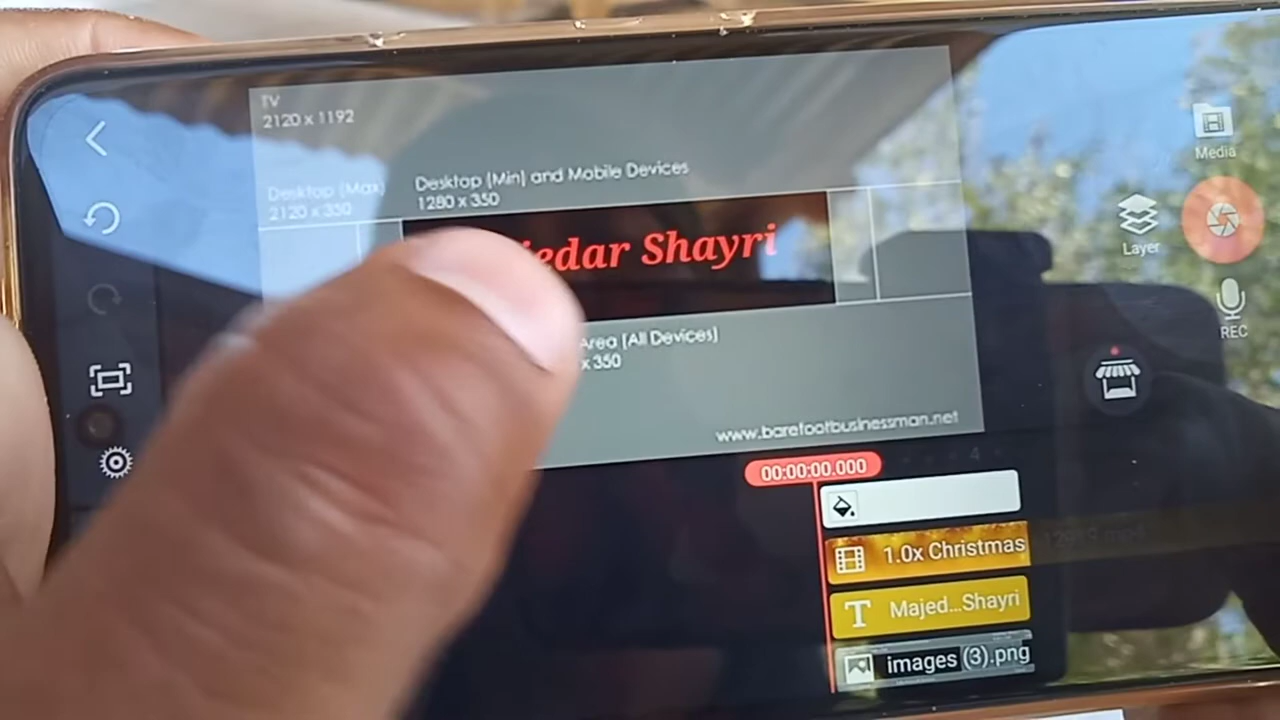 TV
2120 x 1192
Desktop (Max)
2120 x 350
Desktop (Min) and Mobile Devices
1280 x 350
edar Shayri
Area (All Devices)
x 350
www.barefootbusinessman.net
Media
Layer
REC
00:00:00.000
4
1.0x Christmas
T Majed...Shayri
images (3).png